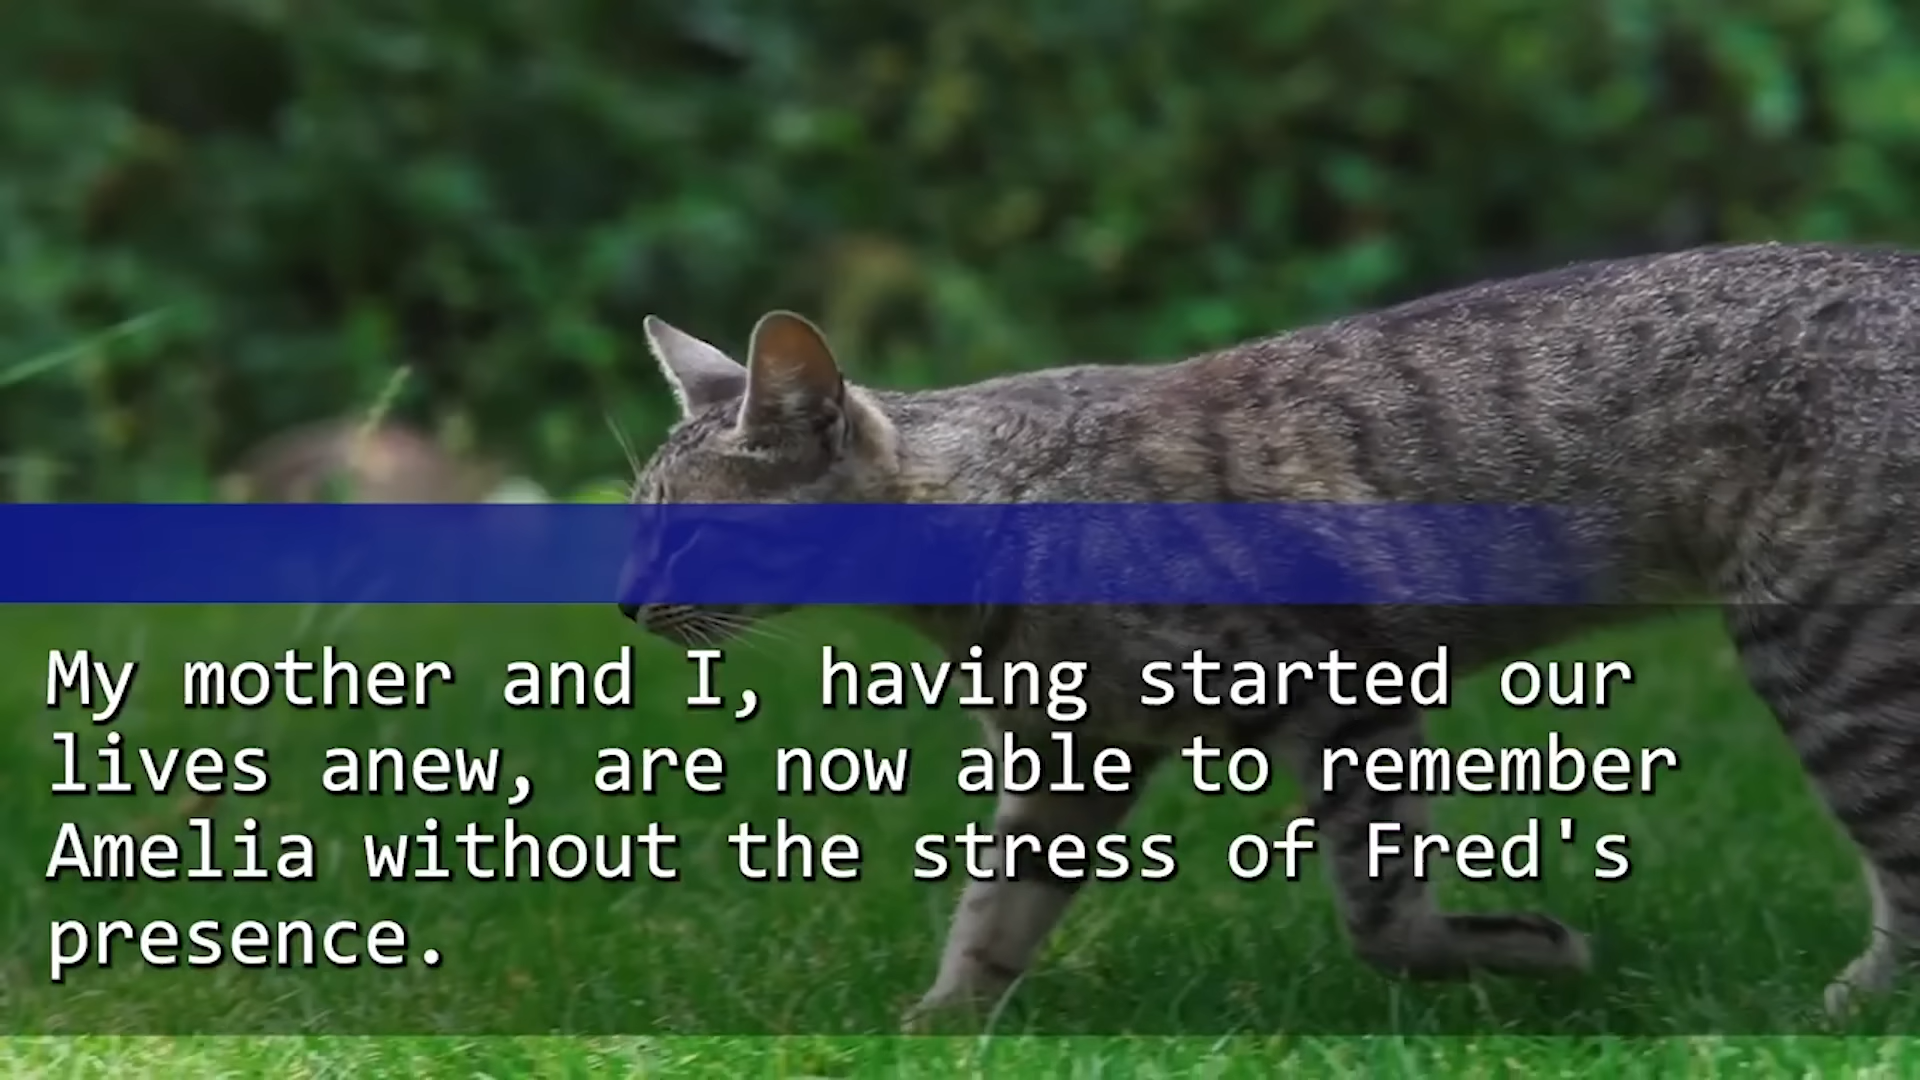 My mother and I, having started our
lives anew, are now able to remember
Amelia without the stress of Fred's
presence.